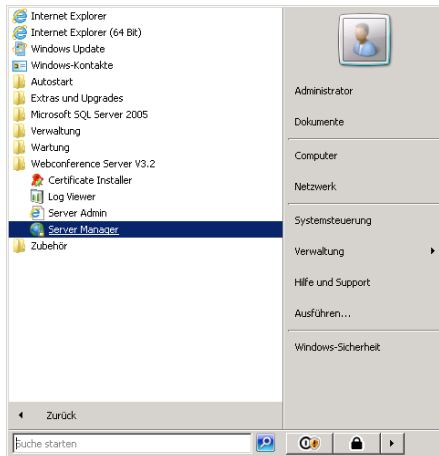 Internet Explorer
Internet Explorer (64 Bit)
Windows Update
Windows-Kontakte
Autostart
Extras und Upgrades
Microsoft SQL Server 2005
Verwaltung
Wartung
Webconference Server V3.2
Certificate Installer
Log Viewer
Server Admin
Server Manager
Zubehör
Zurück
Suche starten
Administrator
Dokumente
Computer
Netzwerk
Systemsteuerung
Verwaltung
Hilfe und Support
Ausführen...
Windows-Sicherheit